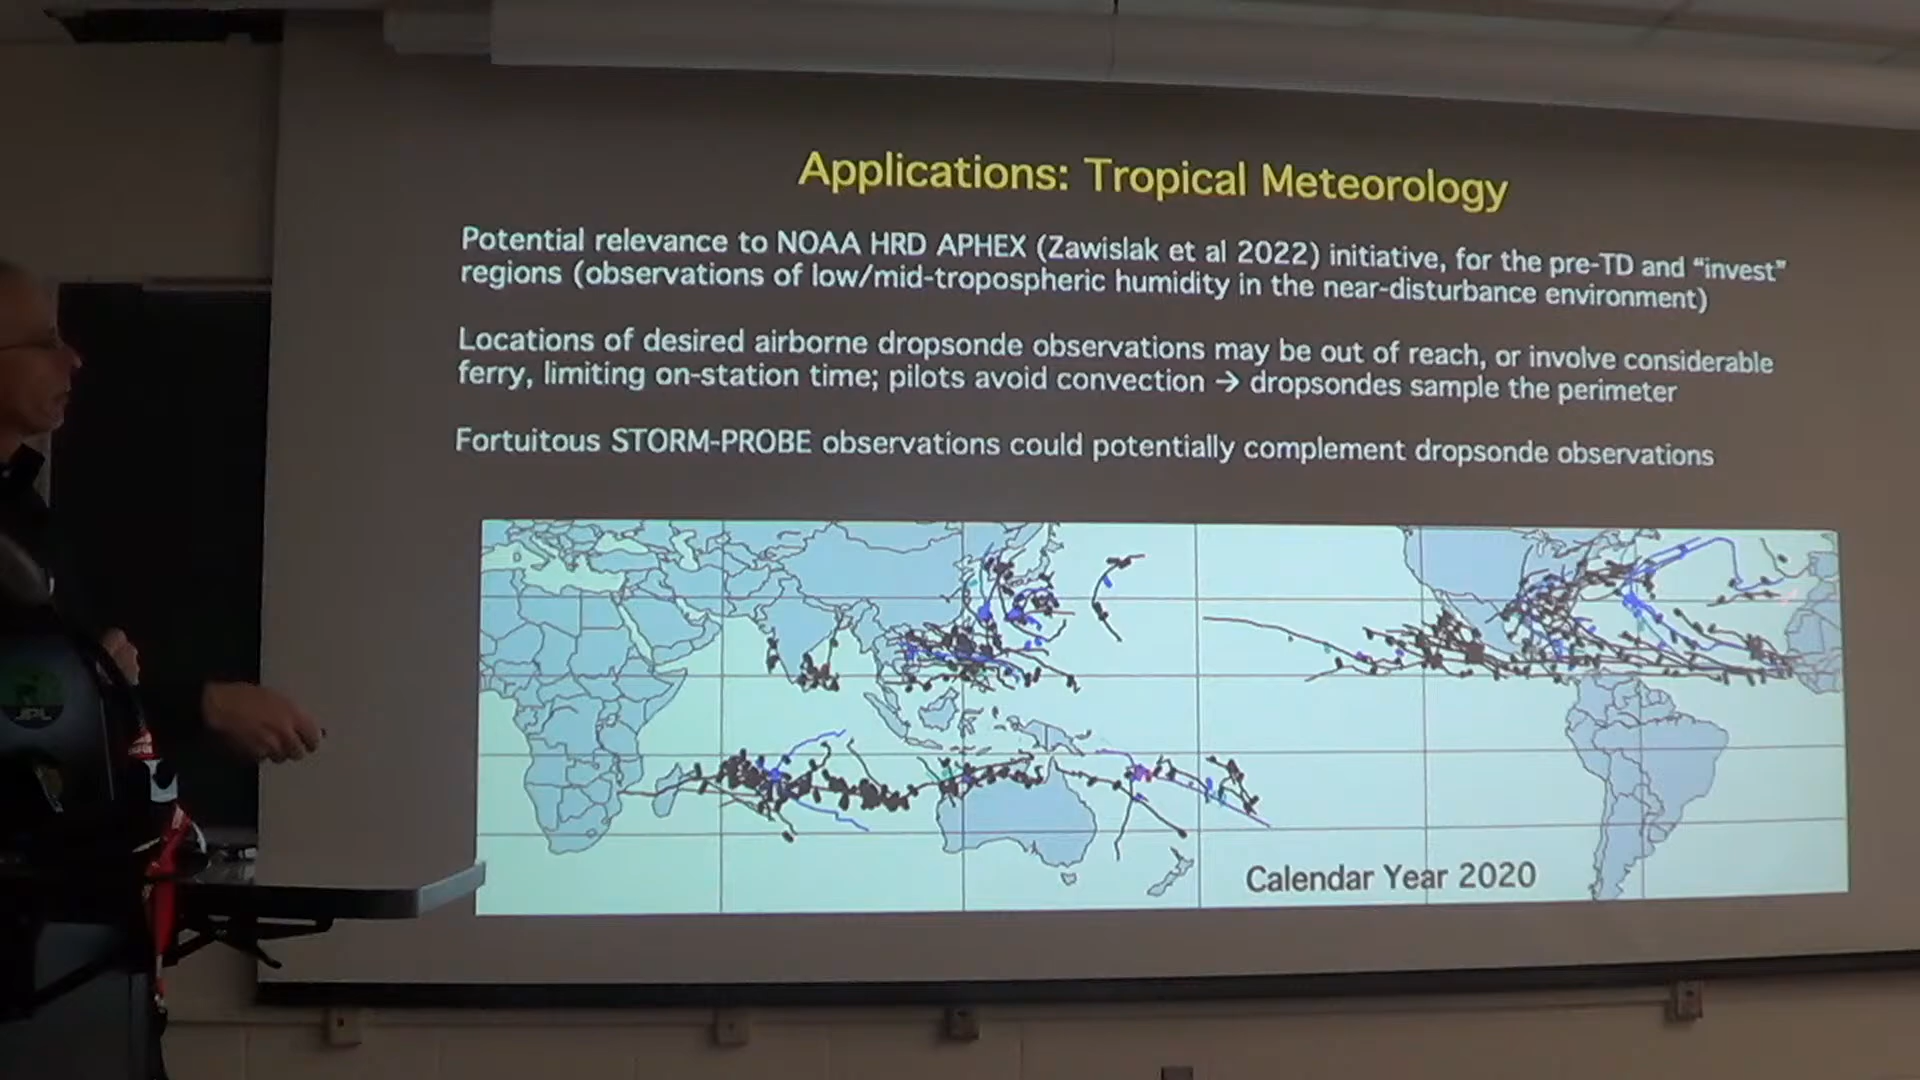 Applications: Tropical Meteorology
Potential relevance to NOAA HRD APHEX (Zawislak et al 2022) initiative, for the pre-TD and “invest”
regions (observations of low/mid-tropospheric humidity in the near-disturbance environment)
Locations of desired airborne dropsonde observations may be out of reach, or involve considerable
ferry, limiting on-station time; pilots avoid convection → dropsondes sample the perimeter
Fortuitous STORM-PROBE observations could potentially complement dropsonde observations
Calendar Year 2020
JPL